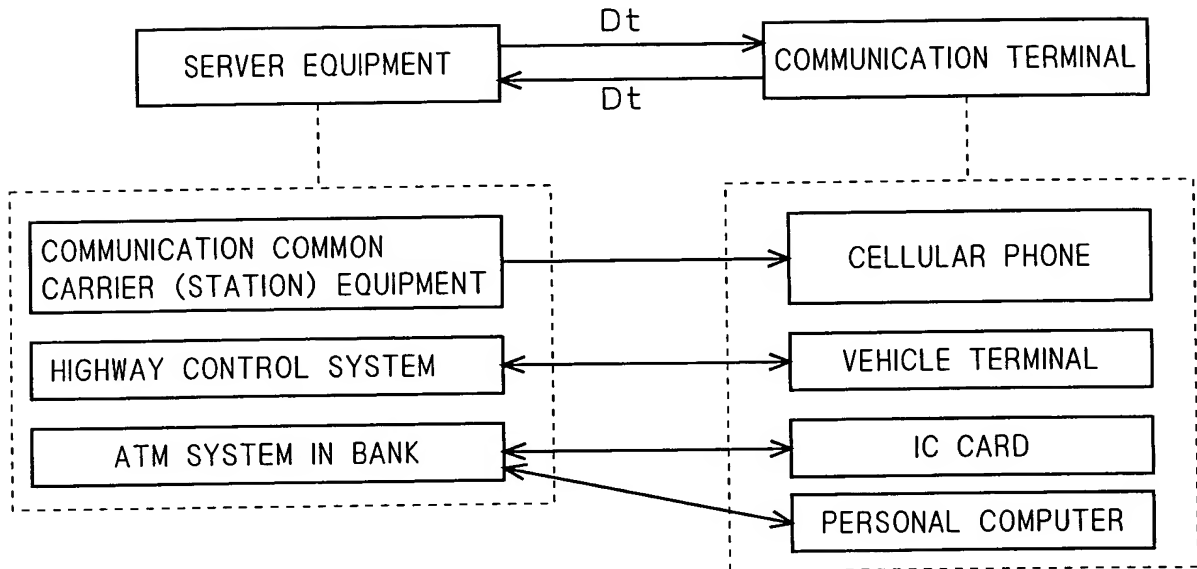 Dt
SERVER EQUIPMENT
COMMUNICATION TERMINAL
Dt
COMMUNICATION COMMON
CARRIER (STATION) EQUIPMENT
CELLULAR PHONE
HIGHWAY CONTROL SYSTEM
VEHICLE TERMINAL
ATM SYSTEM IN BANK
IC CARD
PERSONAL COMPUTER